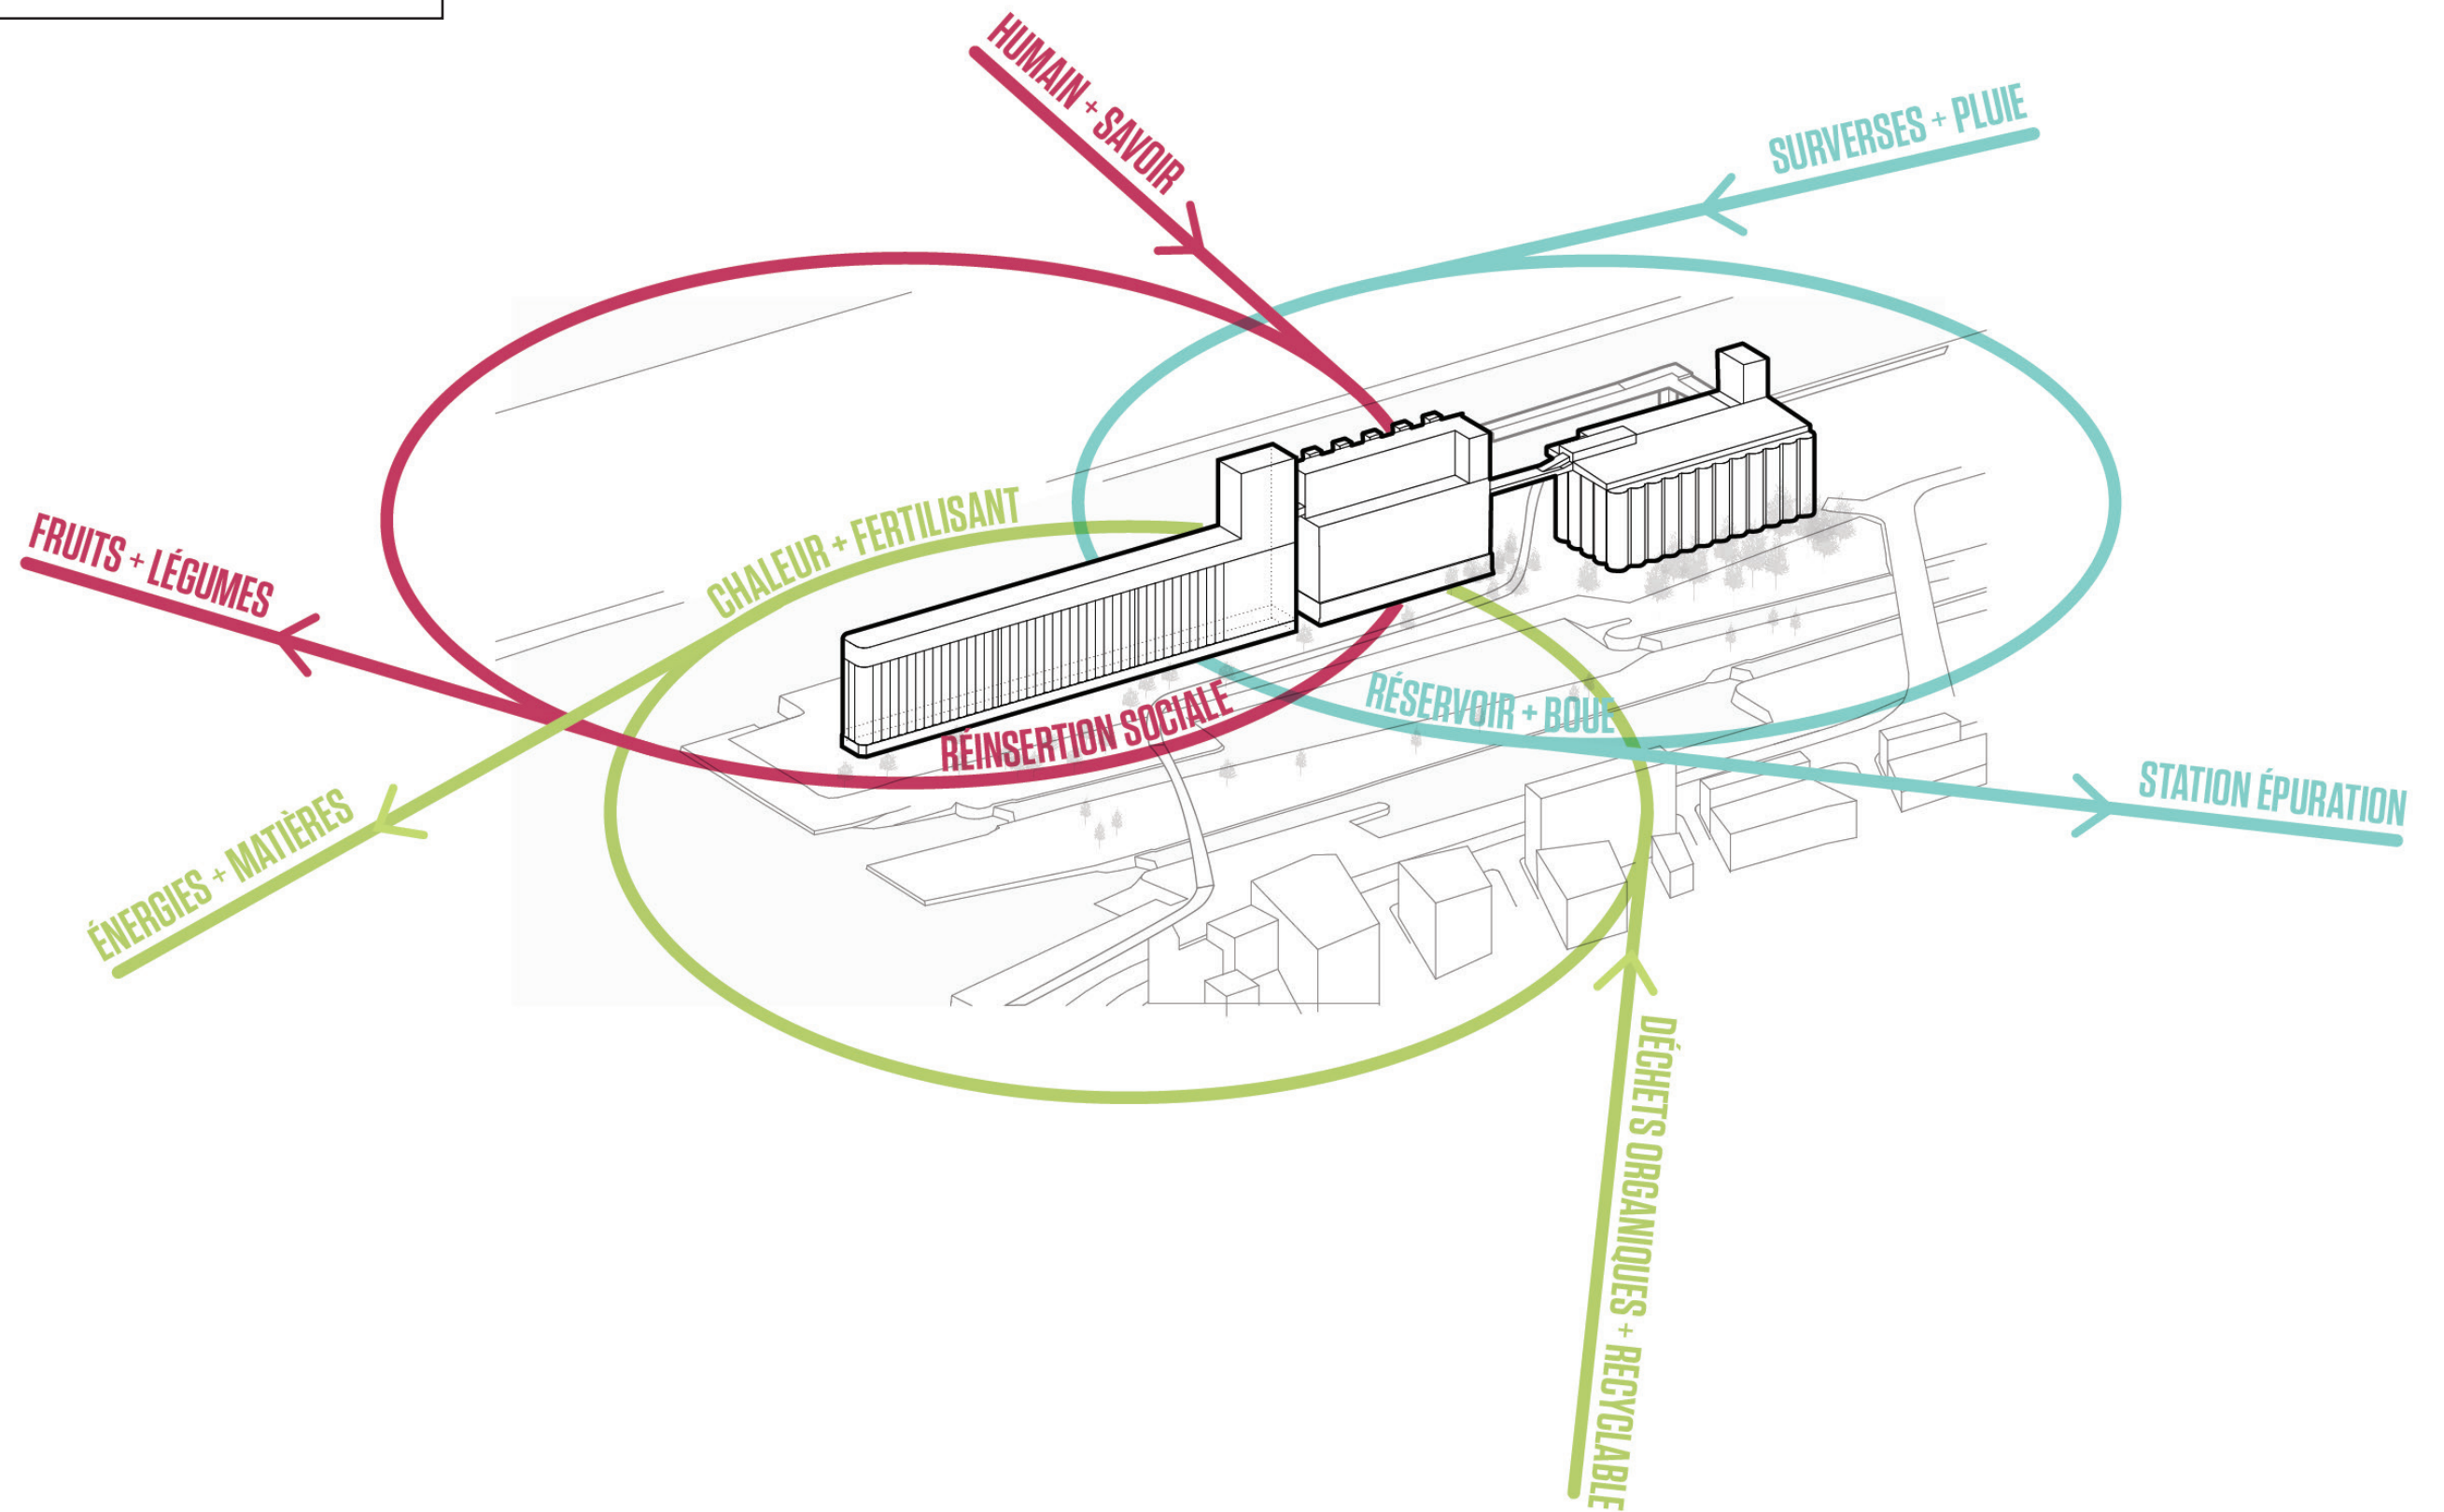 HUMAIN + SAVOIR
SURVERSES + PLUIE
FRUITS + LÉGUMES
CHALEUR + FERTILISANT
RÉINSERTION SOCIALE
RÉSERVOIR + BOUE
STATION ÉPURATION
ÉNERGIES + MATIÈRES
DÉCHETS ORGANIQUES + RECYCLABLE